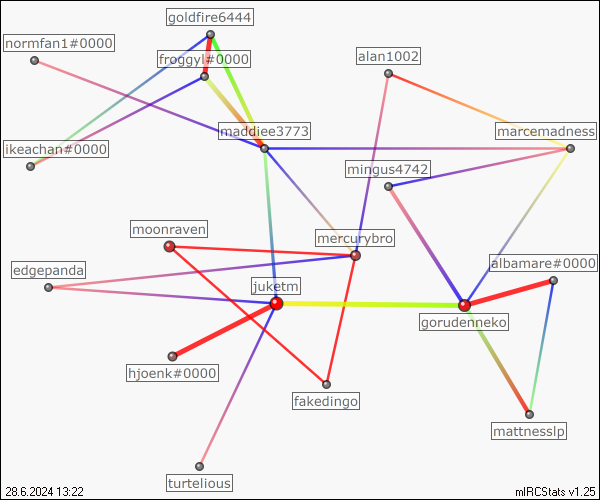 goldfire6444
normfan1#0000
froggyl#0000
alan1002
maddiee3773
marcemadness
ikeachan#0000
mingus4742
moonraven
mercurybro
edgepanda
albamare#0000
juketm
gorudenneko
hjoenk#0000
fakedingo
mattnesslp
turtelious
28.6.2024 13:22
mIRCStats v1.25